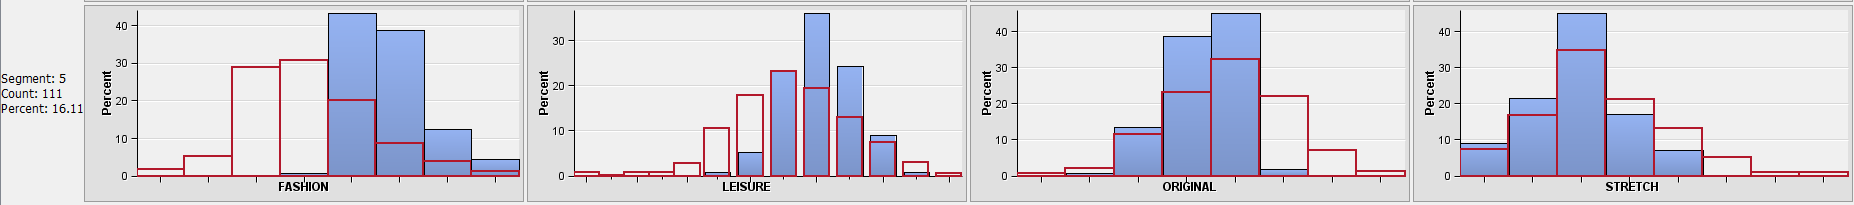 Segment: 5
Count: 111
Percent: 16.11
Percent
40
30
20
10
0
FASHION
Percent
30
20
10
0
LEISURE
Percent
40
30
20
10
0
ORIGINAL
Percent
40
30
20
10
0
STRETCH